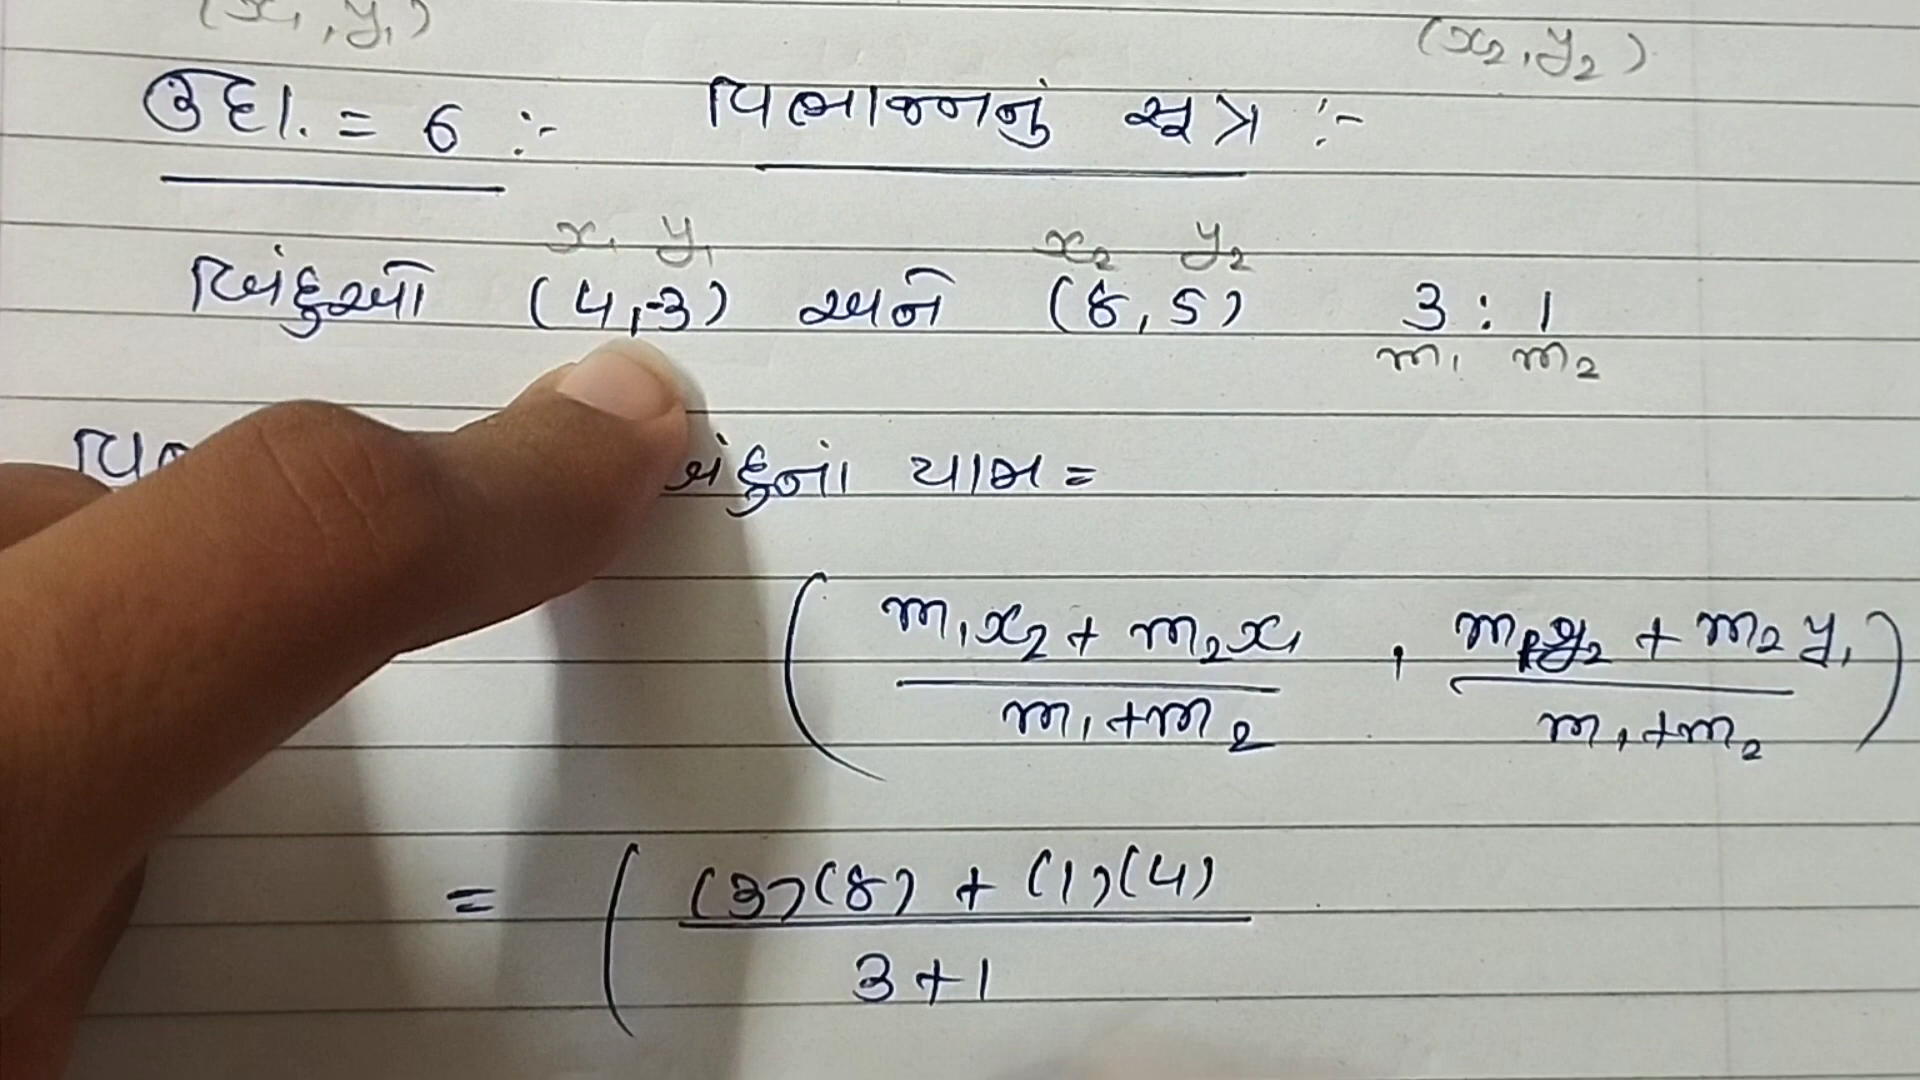 (x₁, y₁) (x₂, y₂)
ઉદા. = 6 :- વિભાજનનું સૂત્ર :-
x₁ y₁ x₂ y₂
બિંદુઓ (4,-3) અને (8,5) 3 : 1
m₁ m₂
બિંદુનાં યામ =
( m₁x₂ + m₂x₁ / m₁+m₂ , m₁y₂ + m₂y₁ / m₁+m₂ )
= ( (3)(8) + (1)(4)
3+1